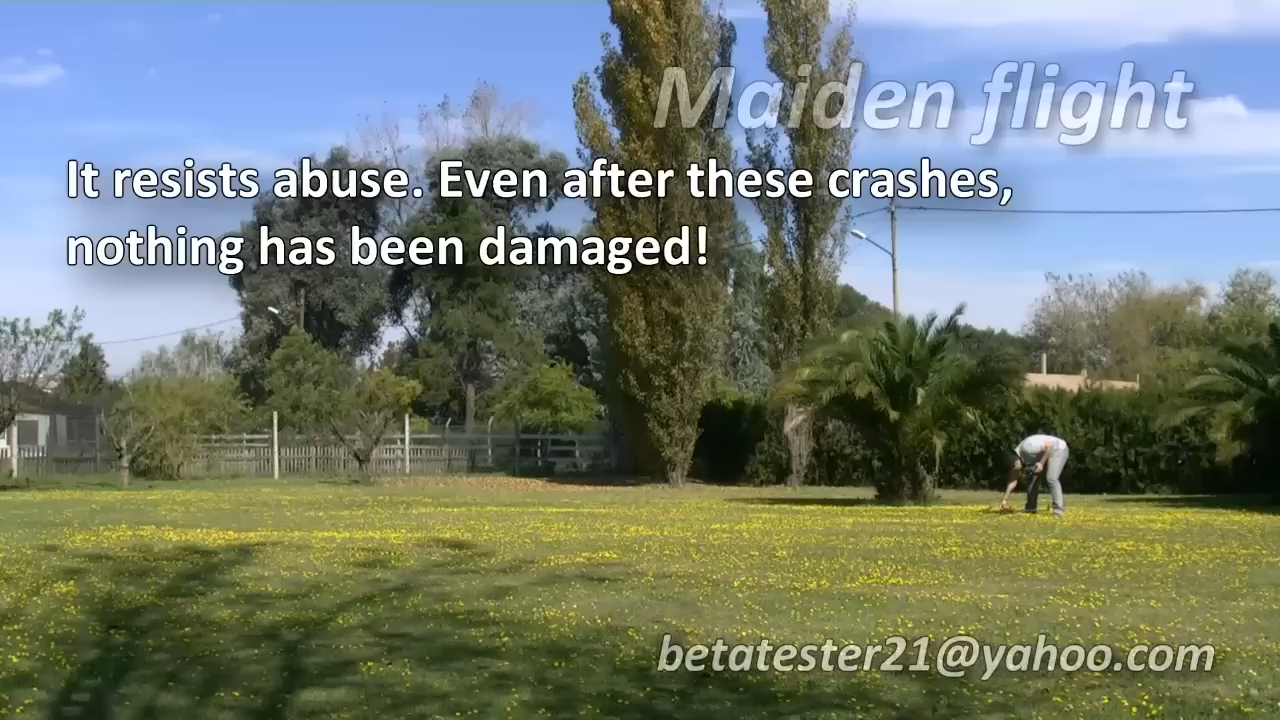 Maiden flight
It resists abuse. Even after these crashes,
nothing has been damaged!
betatester21@yahoo.com